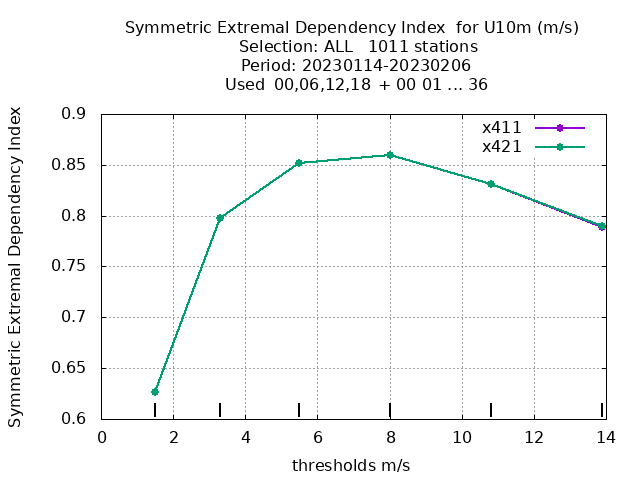 Symmetric Extremal Dependency Index for U10m (m/s)
Selection: ALL 1011 stations
Period: 20230114-20230206
Used 00,06,12,18 + 00 01 ... 36
x411
x421
Symmetric Extremal Dependency Index
0.9
0.85
0.8
0.75
0.7
0.65
0.6
0 2 4 6 8 10 12 14
thresholds m/s